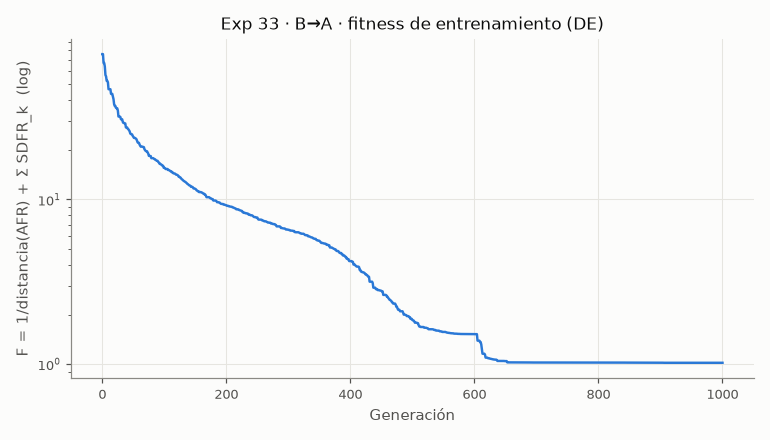 Exp 33 · B→A · fitness de entrenamiento (DE)
F = 1/distancia(AFR) + Σ SDFR_k (log)
10¹
10⁰
0 200 400 600 800 1000
Generación